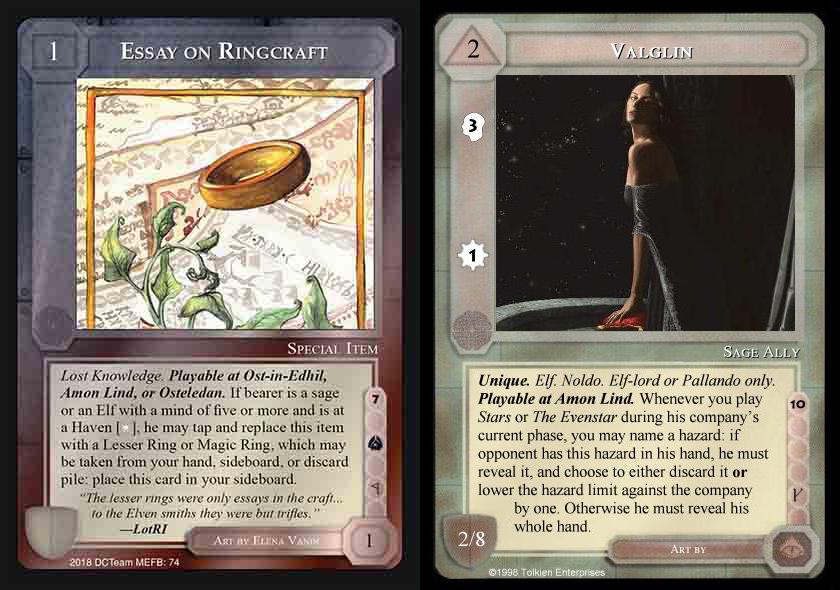 1
ESSAY ON RINGCRAFT
SPECIAL ITEM
Lost Knowledge. Playable at Ost-in-Edhil,
Amon Lind, or Osteledan. If bearer is a sage
or an Elf with a mind of five or more and is at
a Haven [ ], he may tap and replace this item
with a Lesser Ring or Magic Ring, which may
be taken from your hand, sideboard, or discard
pile: place this card in your sideboard.
"The lesser rings were only essays in the craft...
to the Elven smiths they were but trifles."
—LotRI
7
ART BY ELENA VANIN
1
2018 DCTeam MEFB: 74
2
VALGLIN
3
1
SAGE ALLY
Unique. Elf. Noldo. Elf-lord or Pallando only.
Playable at Amon Lind. Whenever you play
Stars or The Evenstar during his company's
current phase, you may name a hazard: if
opponent has this hazard in his hand, he must
reveal it, and choose to either discard it or
lower the hazard limit against the company
by one. Otherwise he must reveal his
whole hand.
10
2/8
ART BY
©1998 Tolkien Enterprises